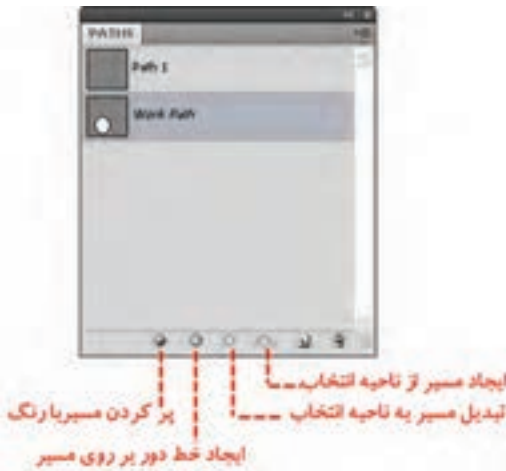 PATHS
Path 1
Work Path
ایجاد مسیر از ناحیه انتخاب
تبدیل مسیر به ناحیه انتخاب
پر کردن مسیر با رنگ
ایجاد خط دور بر روی مسیر